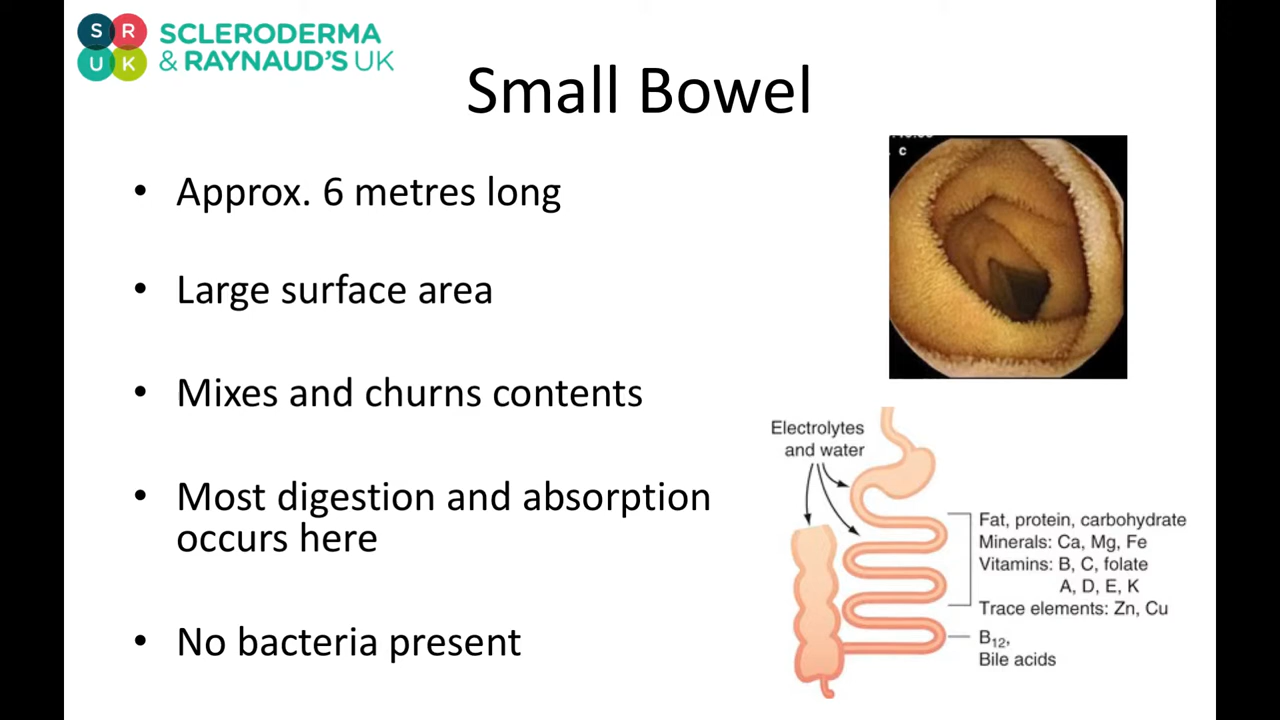 S R
U K
SCLERODERMA
& RAYNAUD'S UK
Small Bowel
• Approx. 6 metres long
• Large surface area
• Mixes and churns contents
• Most digestion and absorption
occurs here
• No bacteria present
c
Electrolytes
and water
Fat, protein, carbohydrate
Minerals: Ca, Mg, Fe
Vitamins: B, C, folate
A, D, E, K
Trace elements: Zn, Cu
B₁₂,
Bile acids